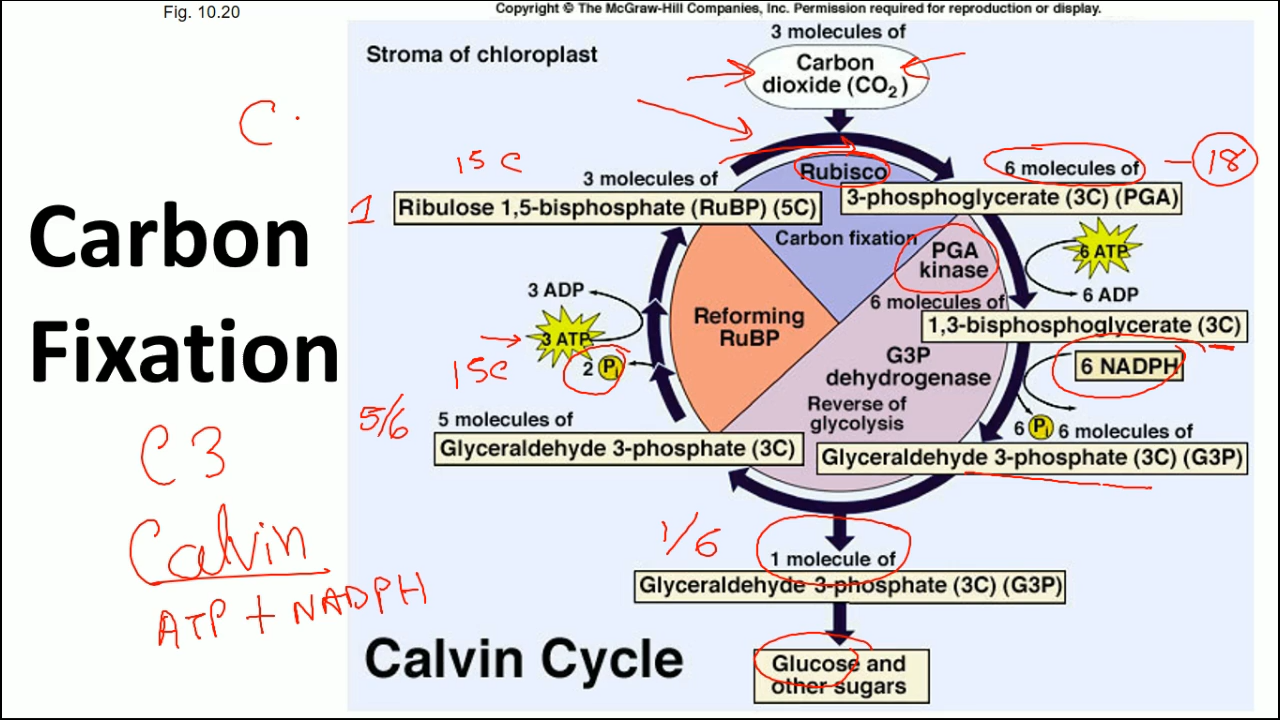 Fig. 10.20
Copyright © The McGraw-Hill Companies, Inc. Permission required for reproduction or display.
Stroma of chloroplast
3 molecules of
Carbon
dioxide (CO₂)
C
Carbon
Fixation
C3
Calvin
ATP + NADPH
15C
3 molecules of
1
Ribulose 1,5-bisphosphate (RuBP) (5C)
Rubisco
6 molecules of
18
3-phosphoglycerate (3C) (PGA)
Carbon fixation
PGA
kinase
6 ATP
6 ADP
6 molecules of
1,3-bisphosphoglycerate (3C)
3 ADP
3 ATP
2 Pi
15C
Reforming
RuBP
G3P
dehydrogenase
Reverse of
glycolysis
6 NADPH
6 Pi
6 molecules of
Glyceraldehyde 3-phosphate (3C) (G3P)
5/6
5 molecules of
Glyceraldehyde 3-phosphate (3C)
1/6
1 molecule of
Glyceraldehyde 3-phosphate (3C) (G3P)
Glucose and
other sugars
Calvin Cycle